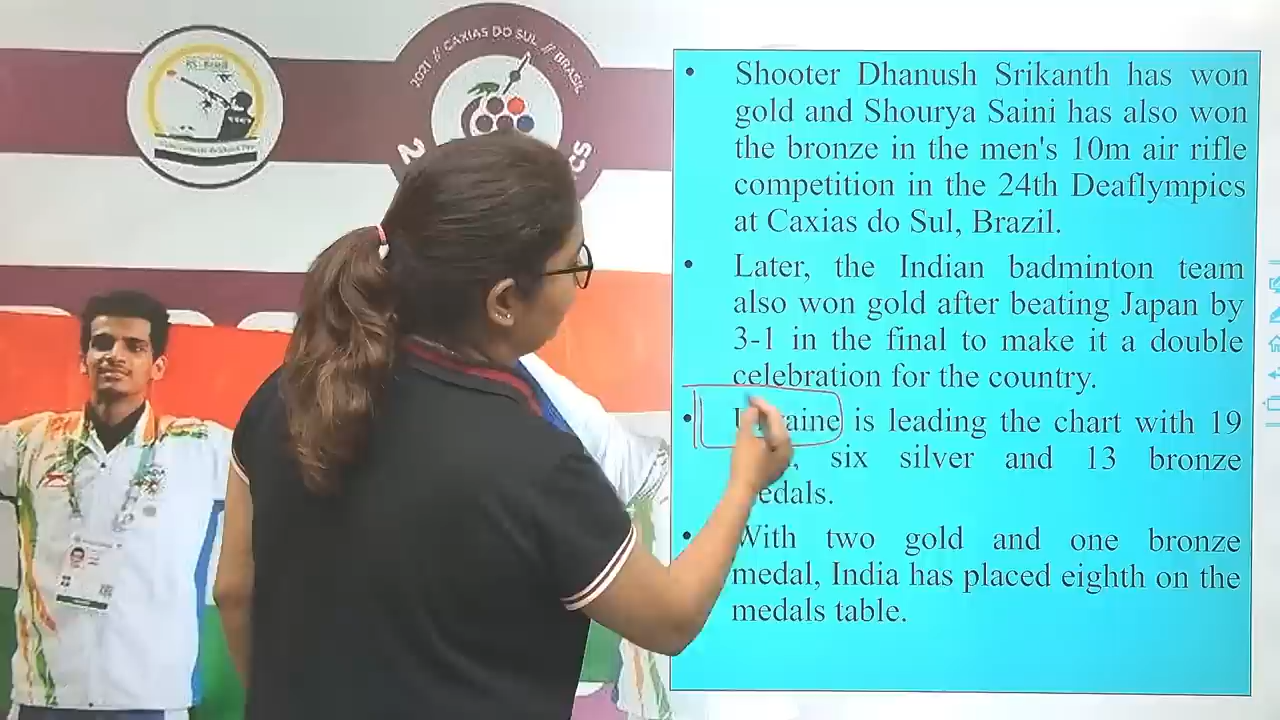 2021 // CAXIAS DO SUL // BRASIL
• Shooter Dhanush Srikanth has won
gold and Shourya Saini has also won
the bronze in the men's 10m air rifle
competition in the 24th Deaflympics
at Caxias do Sul, Brazil.
• Later, the Indian badminton team
also won gold after beating Japan by
3-1 in the final to make it a double
celebration for the country.
• is leading the chart with 19
six silver and 13 bronze
• With two gold and one bronze
medal, India has placed eighth on the
medals table.